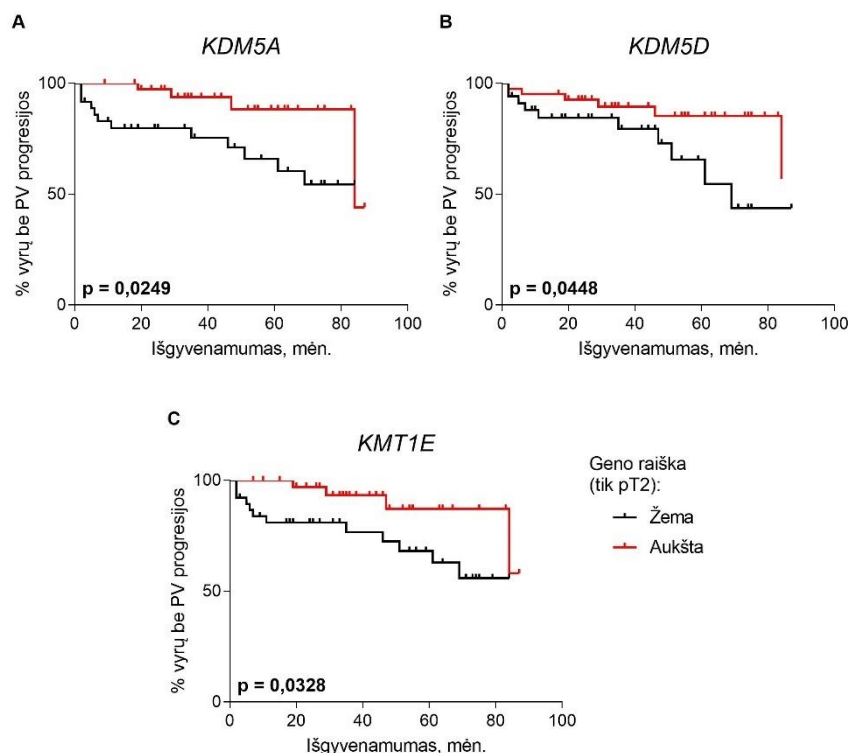 A
KDM5A
% vyrų be PV progresijos
100
50
0
p = 0,0249
0 20 40 60 80 100
Išgyvenamumas, mėn.
B
KDM5D
% vyrų be PV progresijos
100
50
0
p = 0,0448
0 20 40 60 80 100
Išgyvenamumas, mėn.
C
KMT1E
% vyrų be PV progresijos
100
50
0
p = 0,0328
0 20 40 60 80 100
Išgyvenamumas, mėn.
Geno raiška
(tik pT2):
Žema
Aukšta